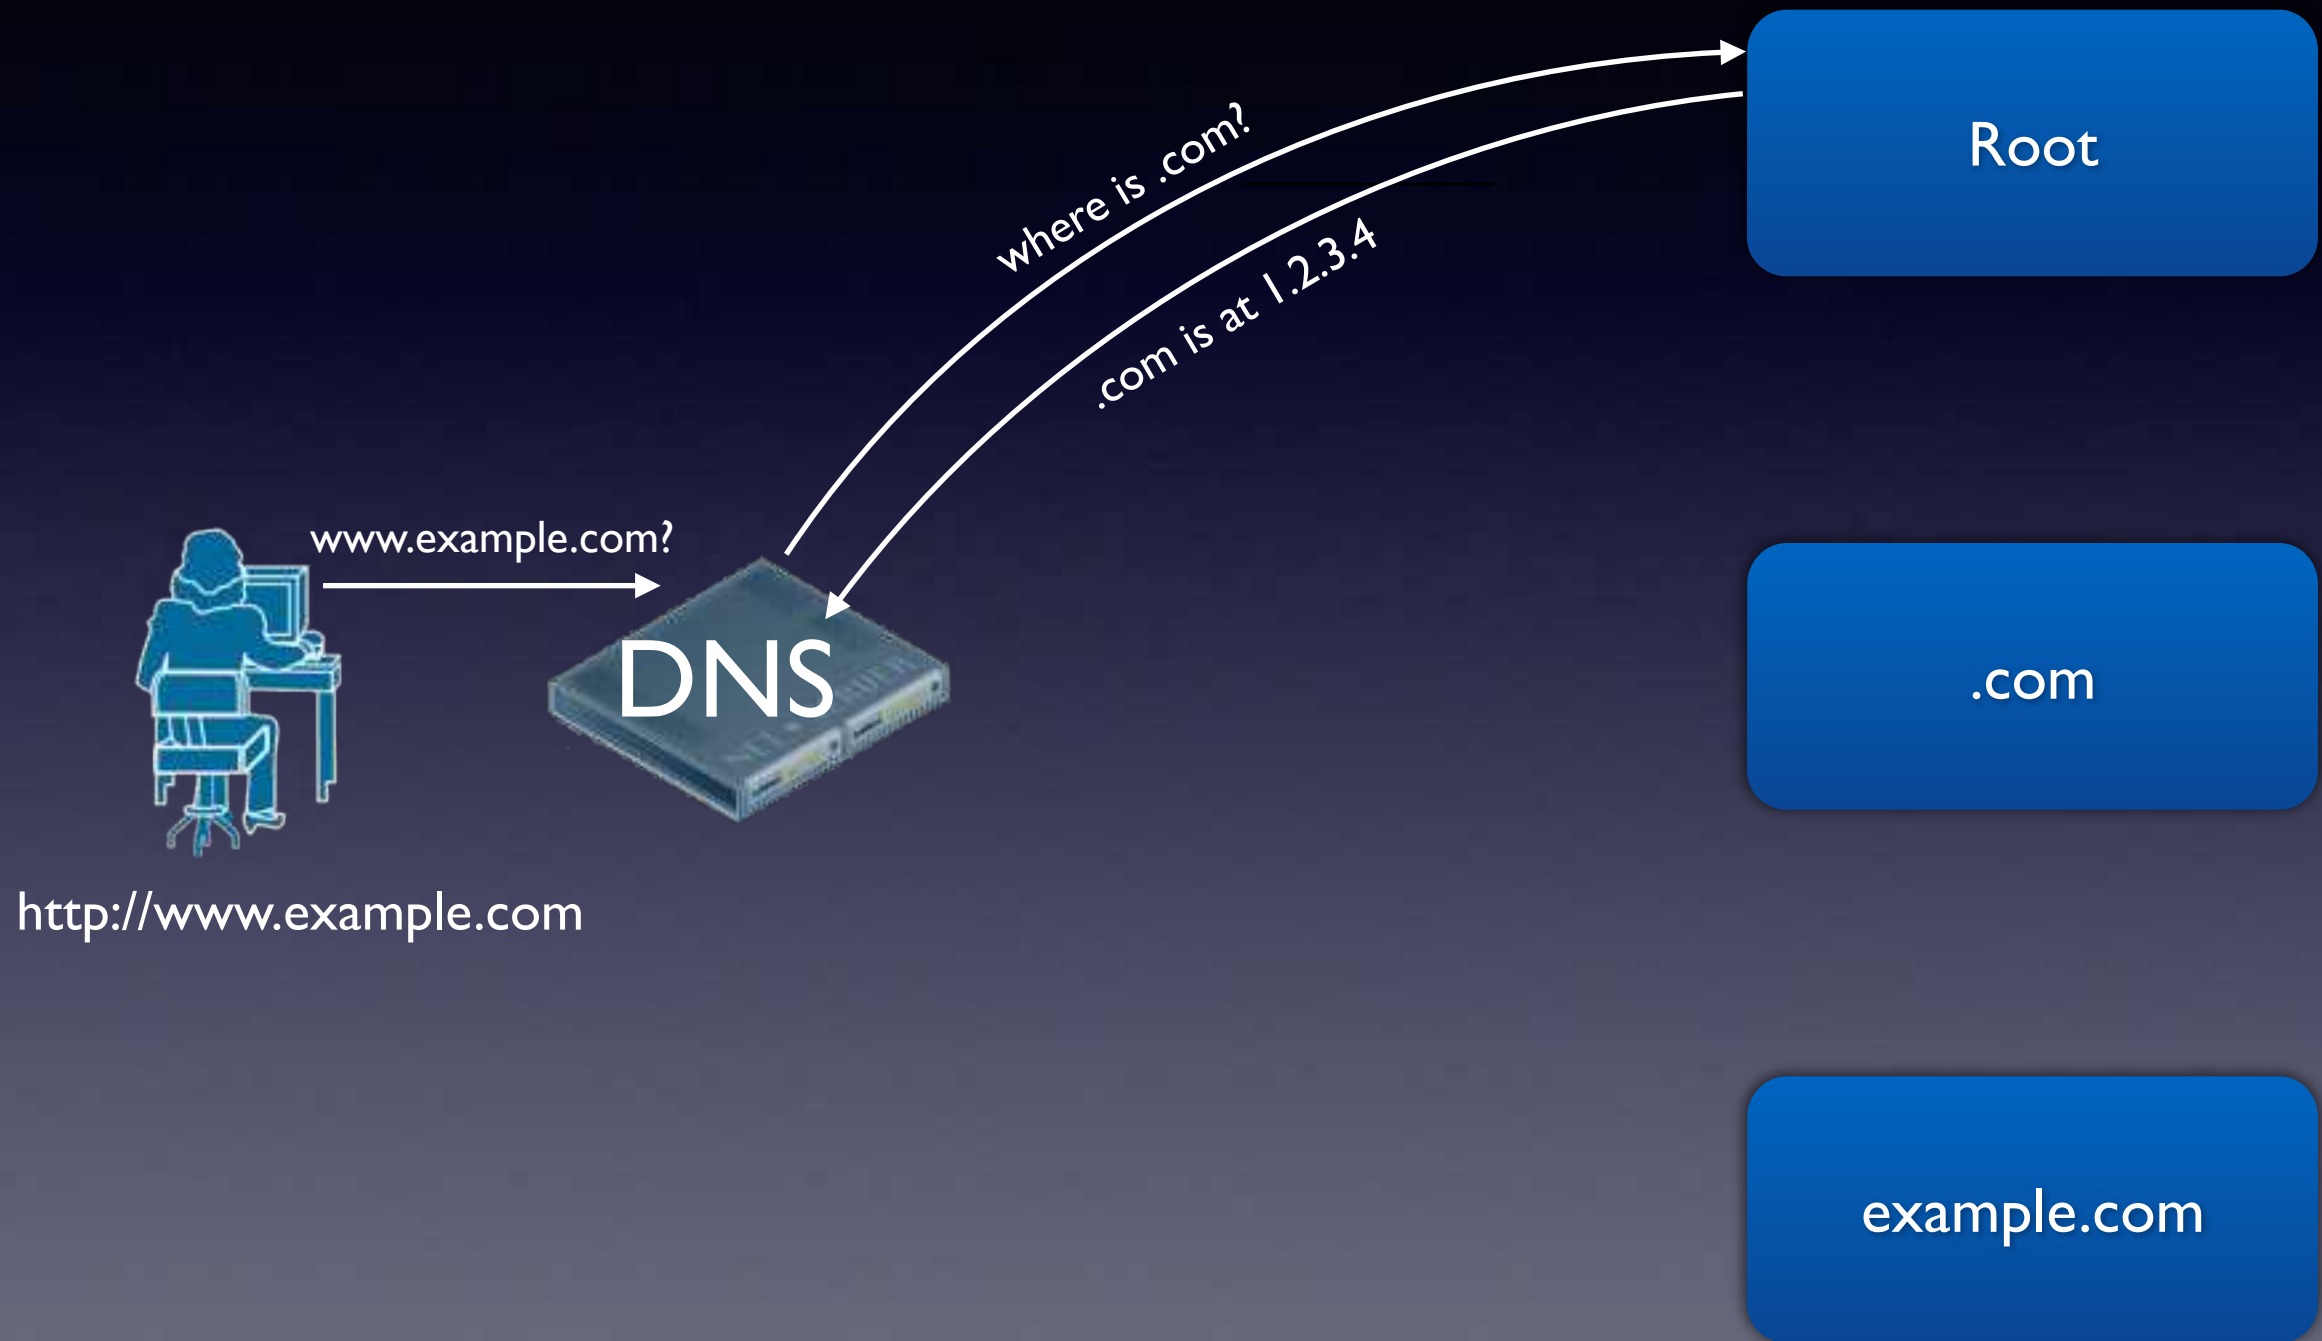 Root
where is .com?
.com is at 1.2.3.4
www.example.com?
DNS
.com
http://www.example.com
example.com